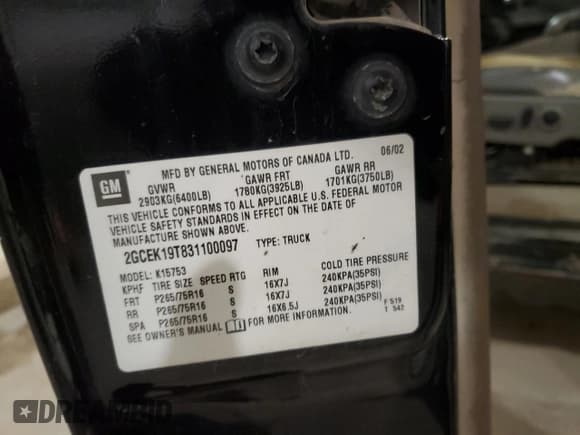 GM
MFD BY GENERAL MOTORS OF CANADA LTD. 06/02
GVWR GAWR FRT GAWR RR
2903KG(6400LB) 1780KG(3925LB) 1701KG(3750LB)
THIS VEHICLE CONFORMS TO ALL APPLICABLE U.S. FEDERAL MOTOR
VEHICLE SAFETY STANDARDS IN EFFECT ON THE DATE OF
MANUFACTURE SHOWN ABOVE.
2GCEK19T831100097 TYPE: TRUCK
MODEL: K15753
KPHF TIRE SIZE SPEED RTG RIM COLD TIRE PRESSURE
FRT P265/75R16 S 16X7J 240KPA(35PSI)
RR P265/75R16 S 16X7J 240KPA(35PSI)
SPA P265/75R16 S 16X6.5J 240KPA(35PSI)
SEE OWNER'S MANUAL FOR MORE INFORMATION. F S19
T S42
DREAMBID